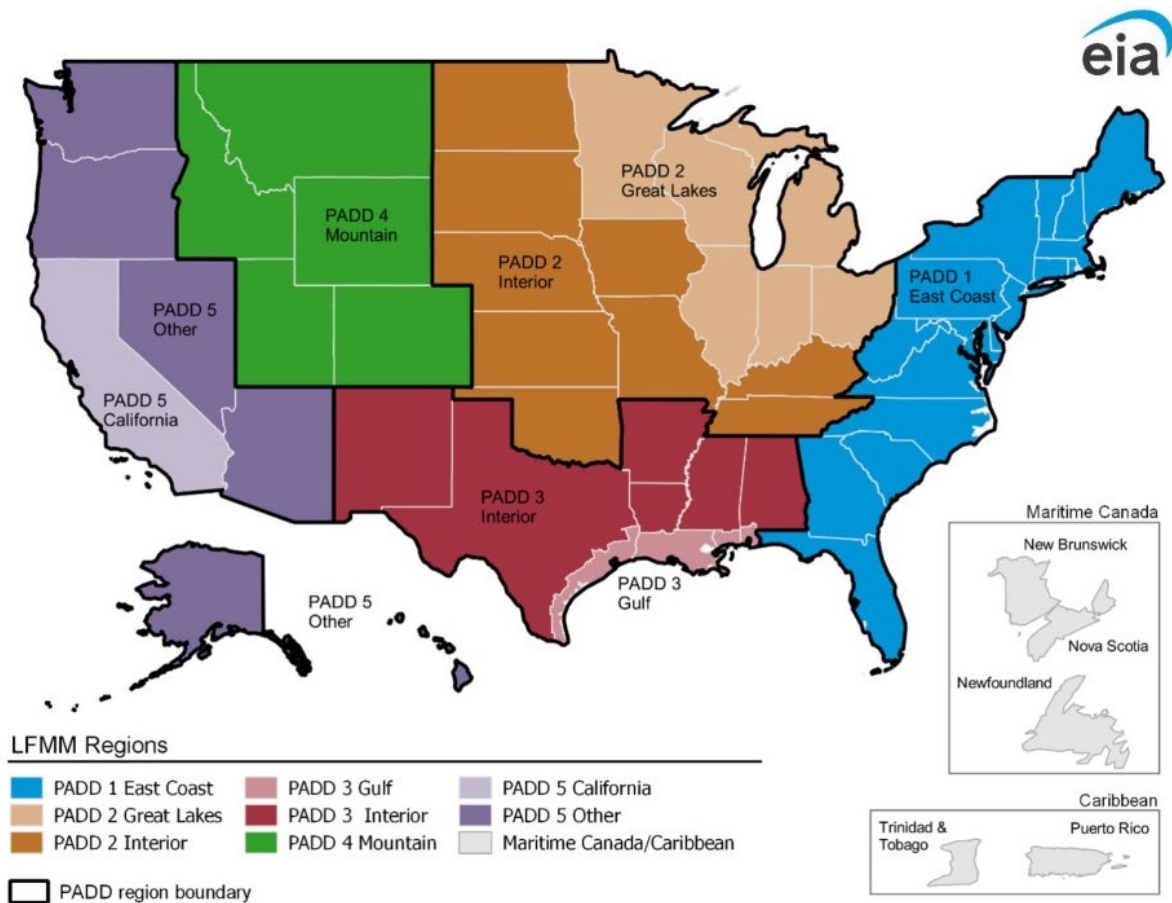 eia
PADD 2
Great Lakes
PADD 4
Mountain
PADD 2
Interior
PADD 1
East Coast
PADD 5
Other
PADD 5
California
PADD 3
Interior
PADD 3
Gulf
PADD 5
Other
Maritime Canada
New Brunswick
Nova Scotia
Newfoundland
LFMM Regions
PADD 1 East Coast
PADD 2 Great Lakes
PADD 2 Interior
PADD 3 Gulf
PADD 3 Interior
PADD 4 Mountain
PADD 5 California
PADD 5 Other
Maritime Canada/Caribbean
PADD region boundary
Caribbean
Trinidad &
Tobago
Puerto Rico